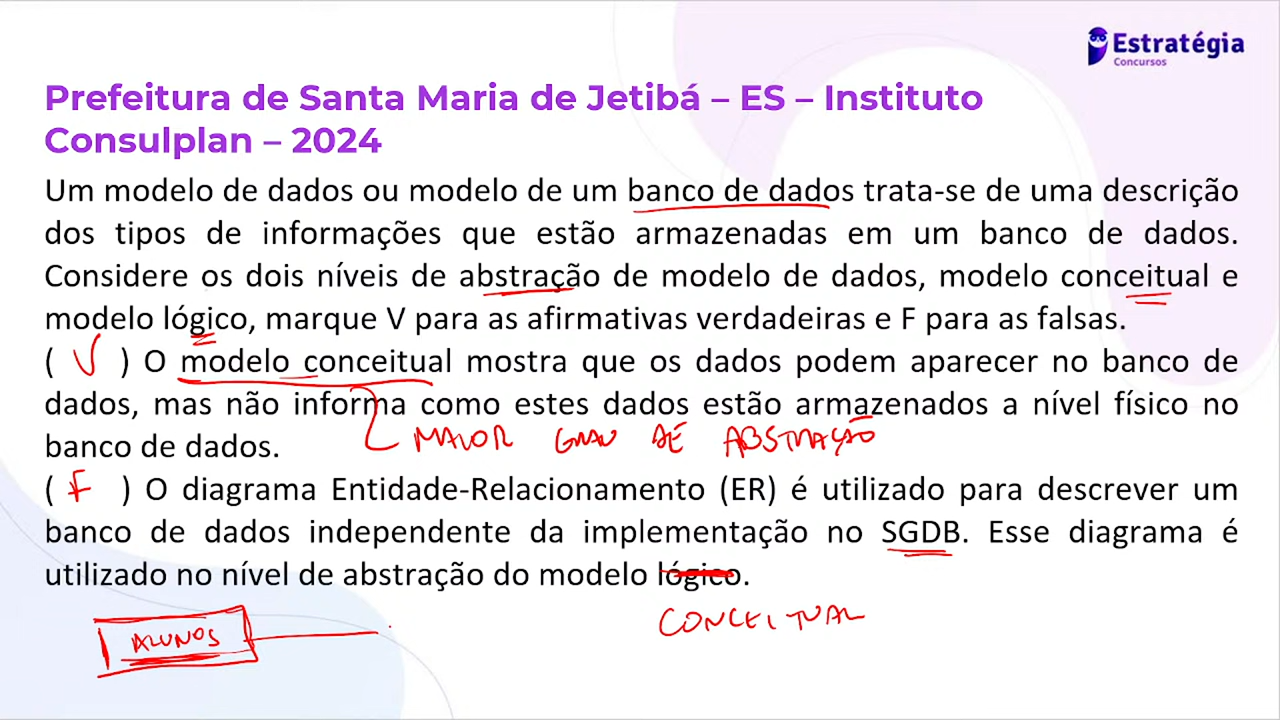 Estratégia
Concursos
Prefeitura de Santa Maria de Jetibá – ES – Instituto
Consulplan – 2024
Um modelo de dados ou modelo de um banco de dados trata-se de uma descrição
dos tipos de informações que estão armazenadas em um banco de dados.
Considere os dois níveis de abstração de modelo de dados, modelo conceitual e
modelo lógico, marque V para as afirmativas verdadeiras e F para as falsas.
( V ) O modelo conceitual mostra que os dados podem aparecer no banco de
dados, mas não informa como estes dados estão armazenados a nível físico no
banco de dados.
MAIOR GRAU DE ABSTRAÇÃO
( F ) O diagrama Entidade-Relacionamento (ER) é utilizado para descrever um
banco de dados independente da implementação no SGDB. Esse diagrama é
utilizado no nível de abstração do modelo lógico.
CONCEITUAL
ALUNOS